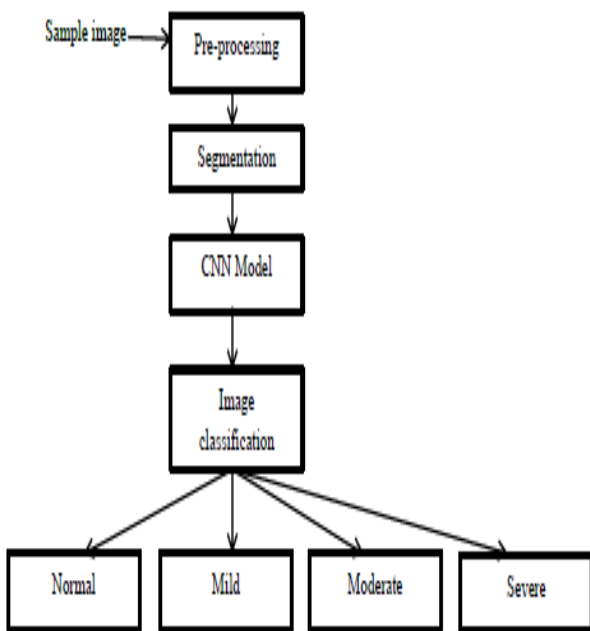 Sample image
Pre-processing
Segmentation
CNN Model
Image
classification
Normal
Mild
Moderate
Severe